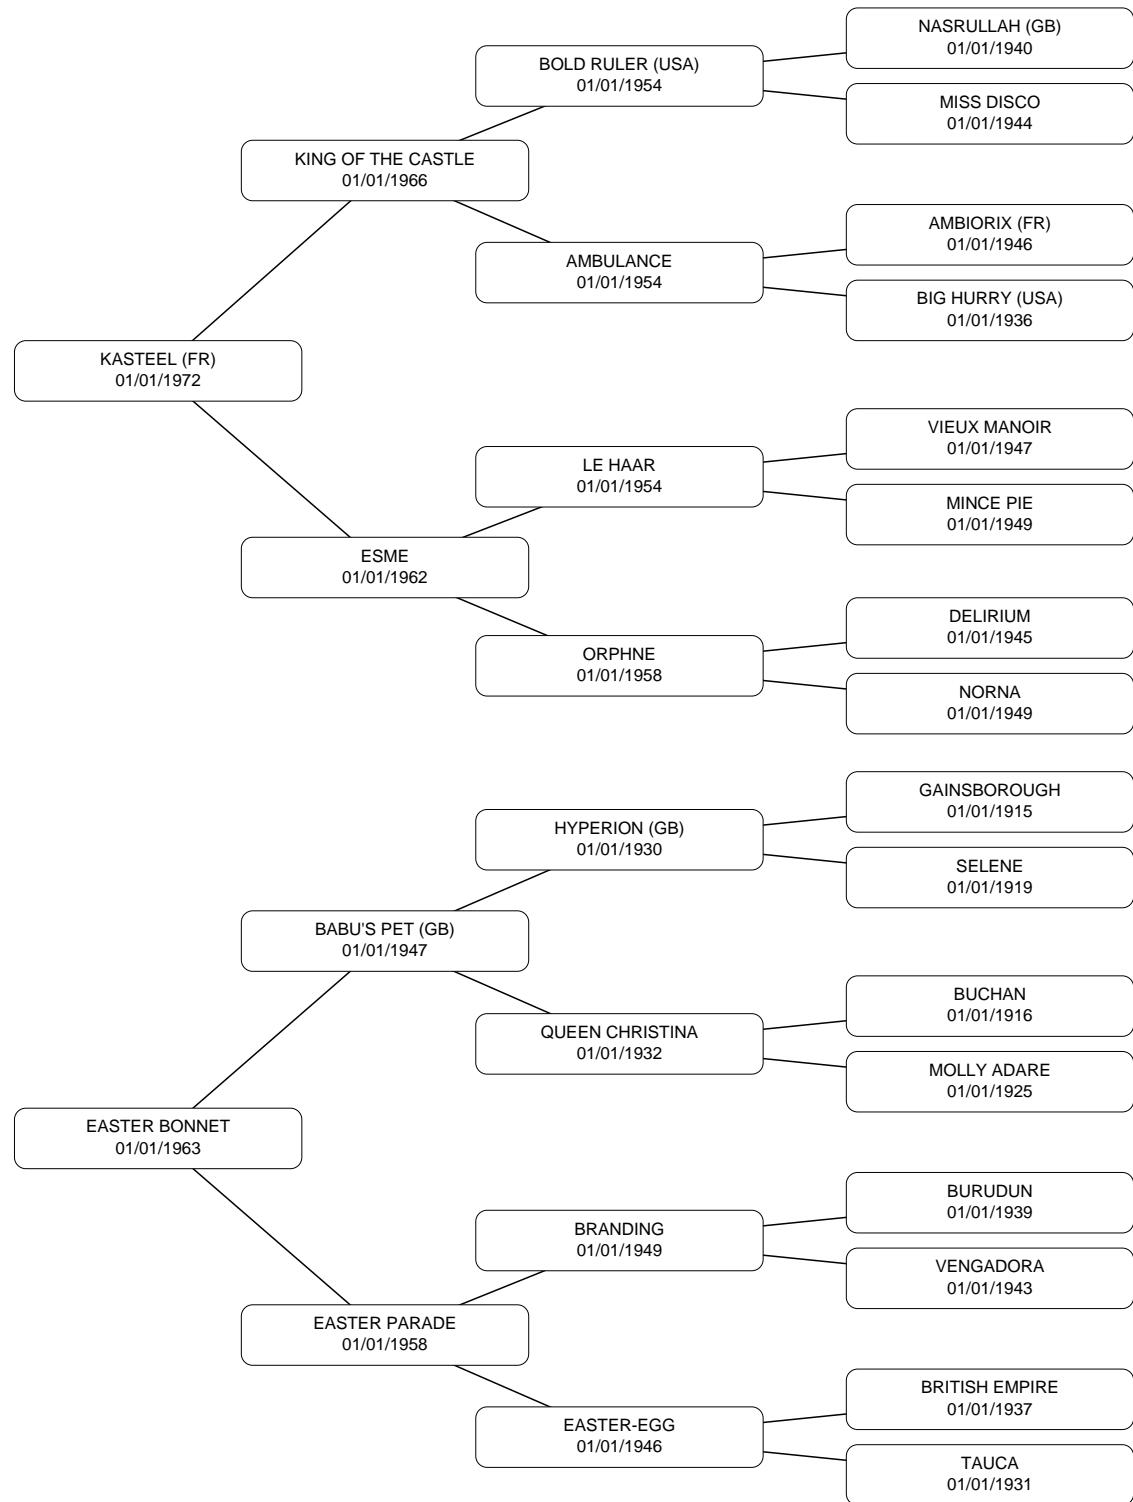 NASRULLAH (GB)
01/01/1940
BOLD RULER (USA)
01/01/1954
MISS DISCO
01/01/1944
KING OF THE CASTLE
01/01/1966
AMBIORIX (FR)
01/01/1946
AMBULANCE
01/01/1954
BIG HURRY (USA)
01/01/1936
KASTEEL (FR)
01/01/1972
VIEUX MANOIR
01/01/1947
LE HAAR
01/01/1954
MINCE PIE
01/01/1949
ESME
01/01/1962
DELIRIUM
01/01/1945
ORPHNE
01/01/1958
NORNA
01/01/1949
GAINSBOROUGH
01/01/1915
HYPERION (GB)
01/01/1930
SELENE
01/01/1919
BABU'S PET (GB)
01/01/1947
BUCHAN
01/01/1916
QUEEN CHRISTINA
01/01/1932
MOLLY ADARE
01/01/1925
EASTER BONNET
01/01/1963
BURUDUN
01/01/1939
BRANDING
01/01/1949
VENGADORA
01/01/1943
EASTER PARADE
01/01/1958
BRITISH EMPIRE
01/01/1937
EASTER-EGG
01/01/1946
TAUCA
01/01/1931